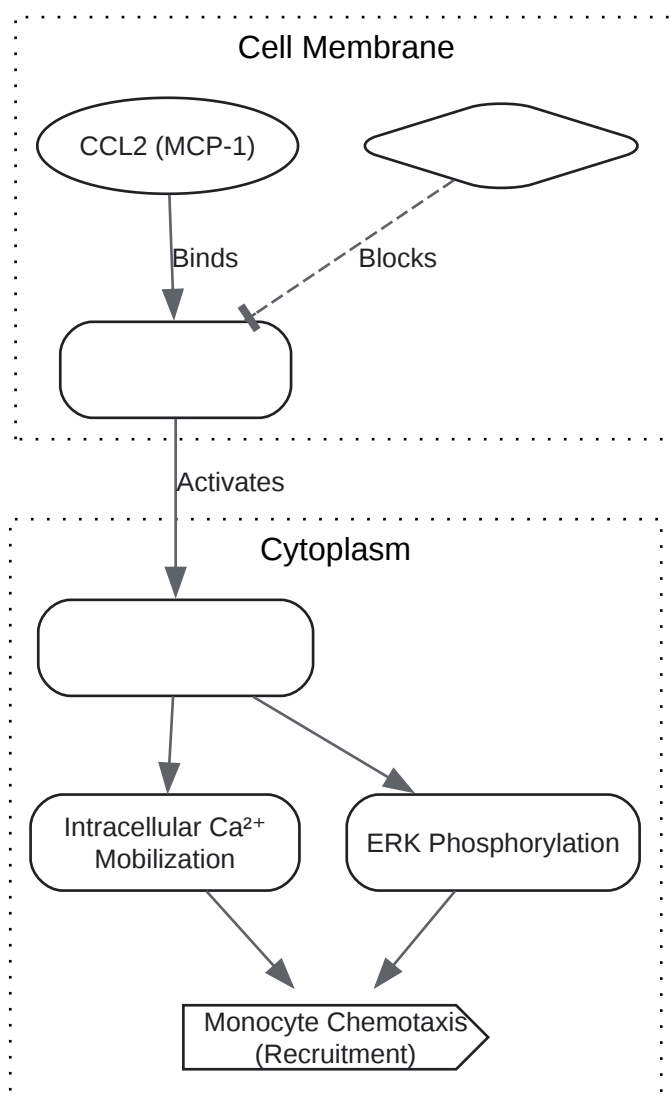 Cell Membrane
CCL2 (MCP-1)
Binds
Blocks
Activates
Cytoplasm
Intracellular Ca²⁺
Mobilization
ERK Phosphorylation
Monocyte Chemotaxis
(Recruitment)